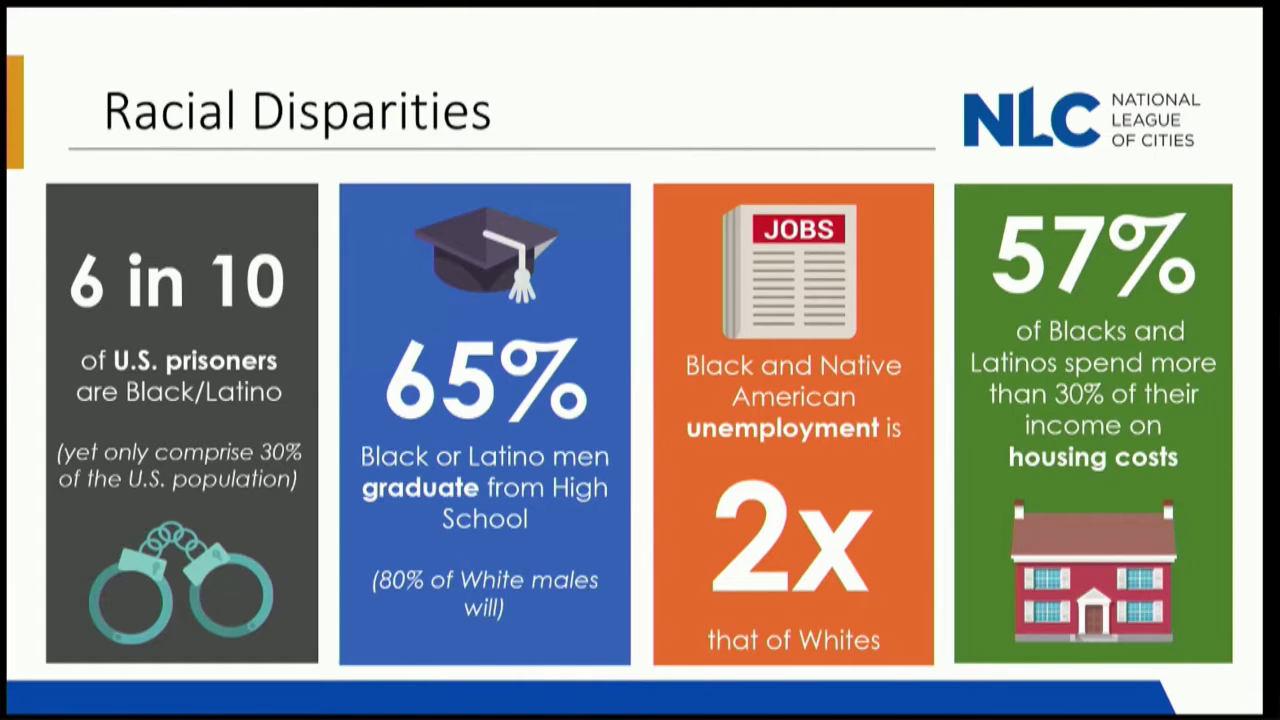 Racial Disparities
NLC NATIONAL
LEAGUE
OF CITIES
6 in 10
of U.S. prisoners
are Black/Latino
(yet only comprise 30%
of the U.S. population)
65%
Black or Latino men
graduate from High
School
(80% of White males
will)
JOBS
Black and Native
American
unemployment is
2x
that of Whites
57%
of Blacks and
Latinos spend more
than 30% of their
income on
housing costs